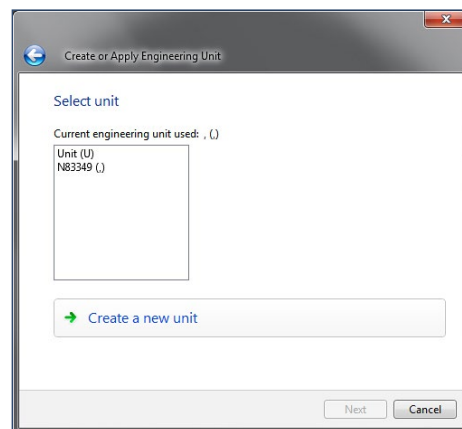 Create or Apply Engineering Unit
Select unit
Current engineering unit used: , (,)
Unit (U)
N83349 (,)
Create a new unit
Next Cancel